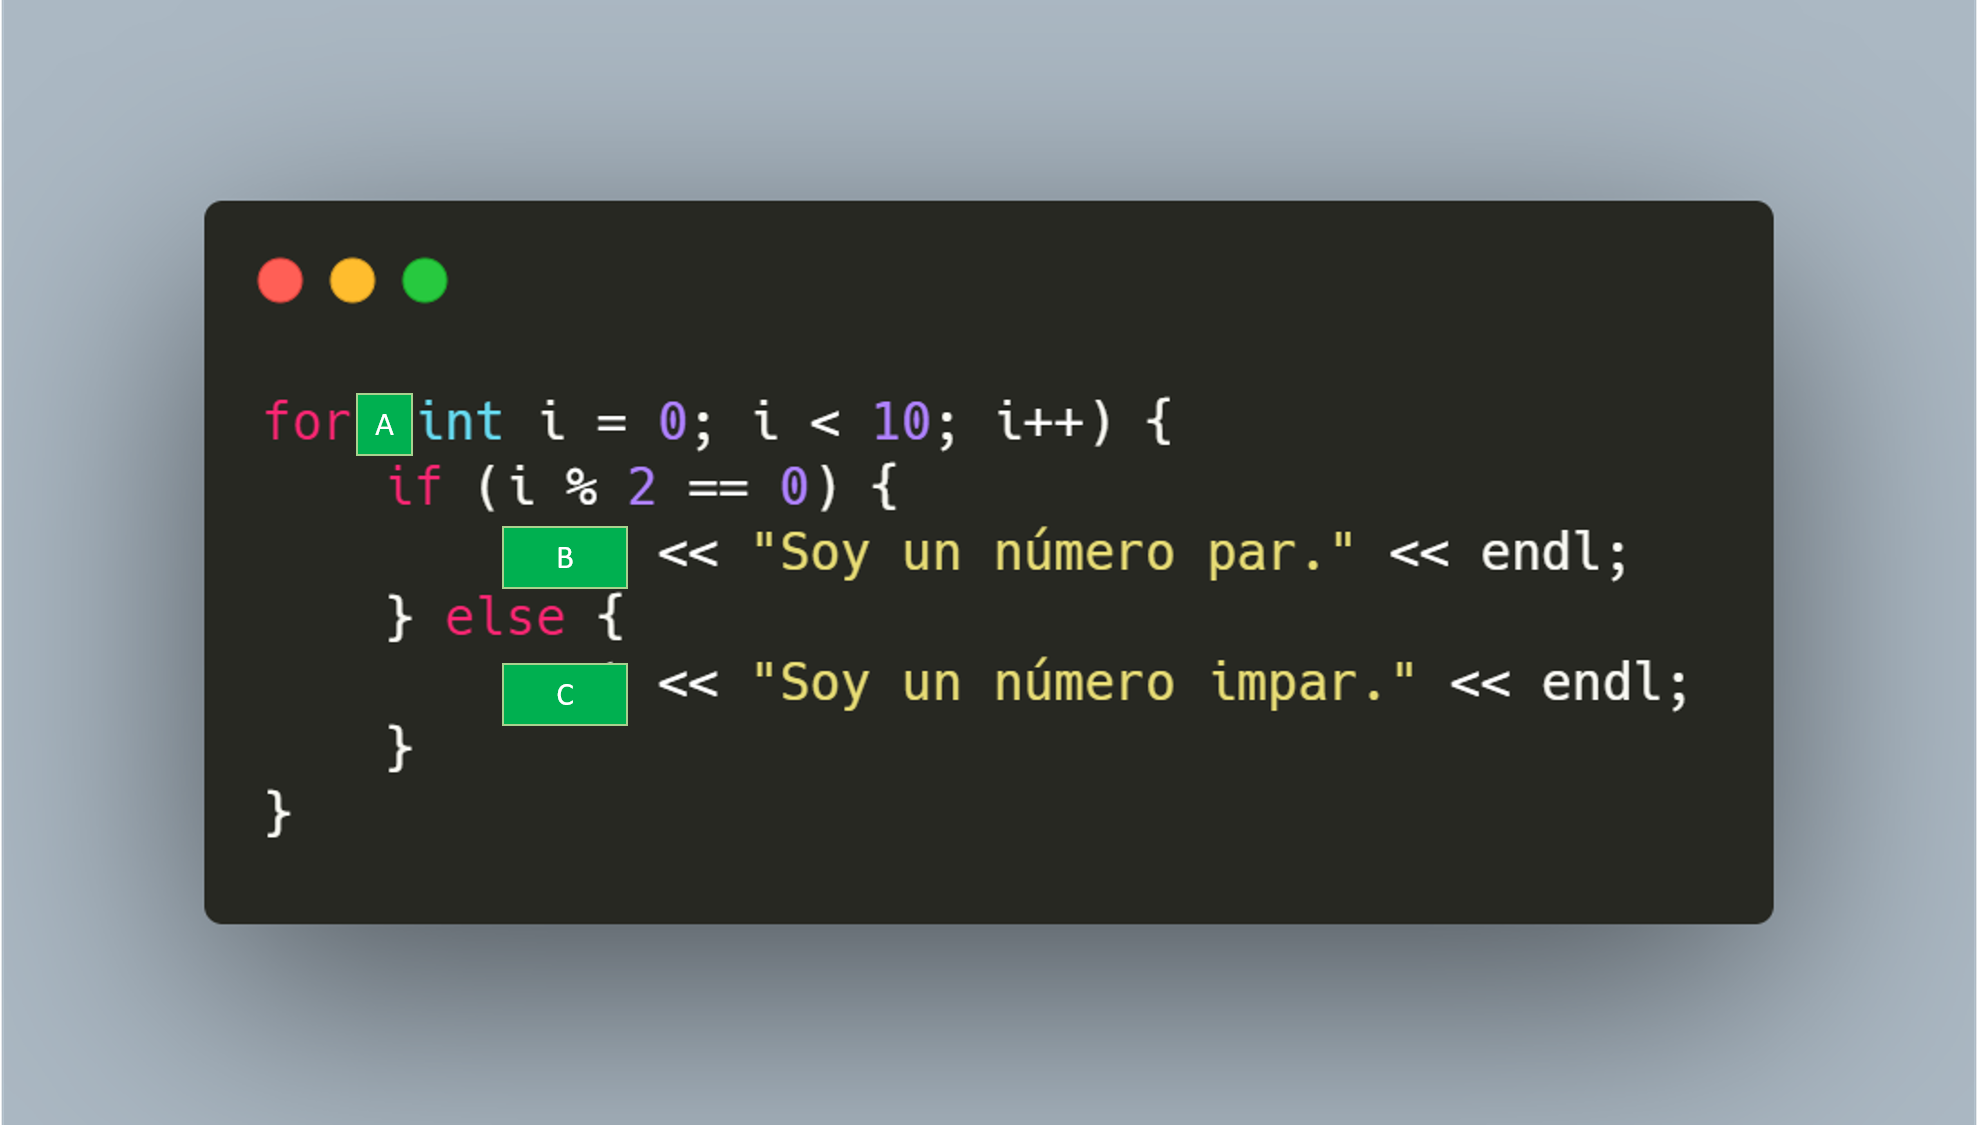 for A int i = 0; i < 10; i++) {
if (i % 2 == 0) {
B << "Soy un número par." << endl;
} else {
C << "Soy un número impar." << endl;
}
}